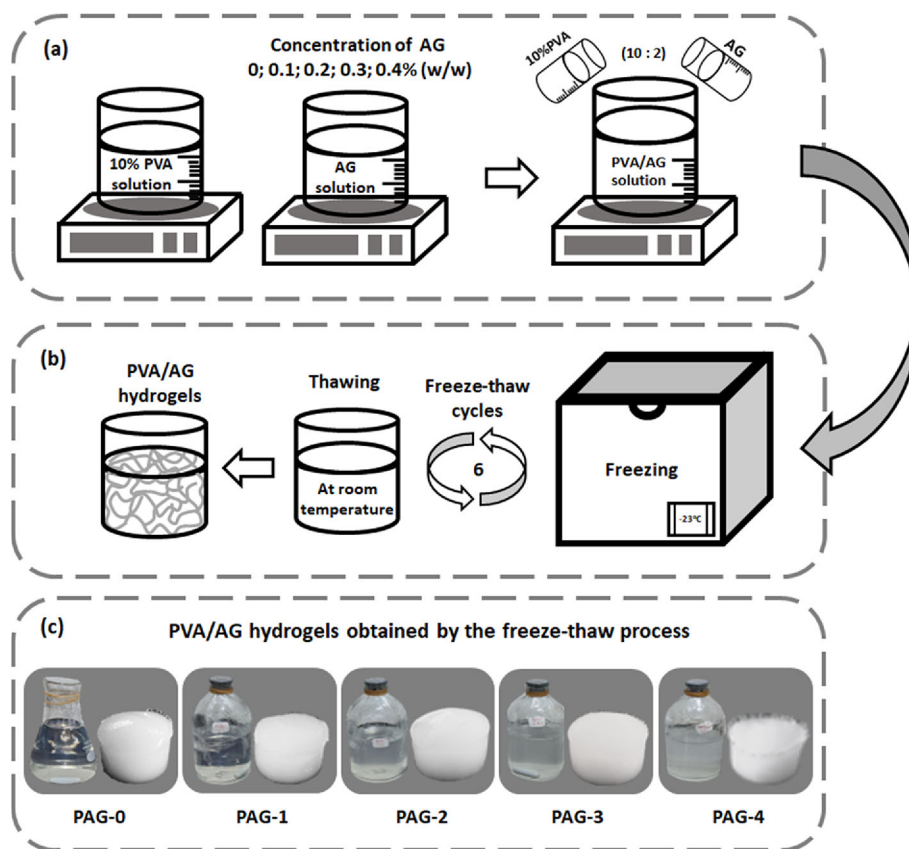 (a)
Concentration of AG
0; 0.1; 0.2; 0.3; 0.4% (w/w)
10%PVA
(10 : 2)
AG
10% PVA
solution
AG
solution
PVA/AG
solution
(b)
PVA/AG
hydrogels
Thawing
At room
temperature
Freeze-thaw
cycles
6
Freezing
-23°C
(c)
PVA/AG hydrogels obtained by the freeze-thaw process
PAG-0
PAG-1
PAG-2
PAG-3
PAG-4